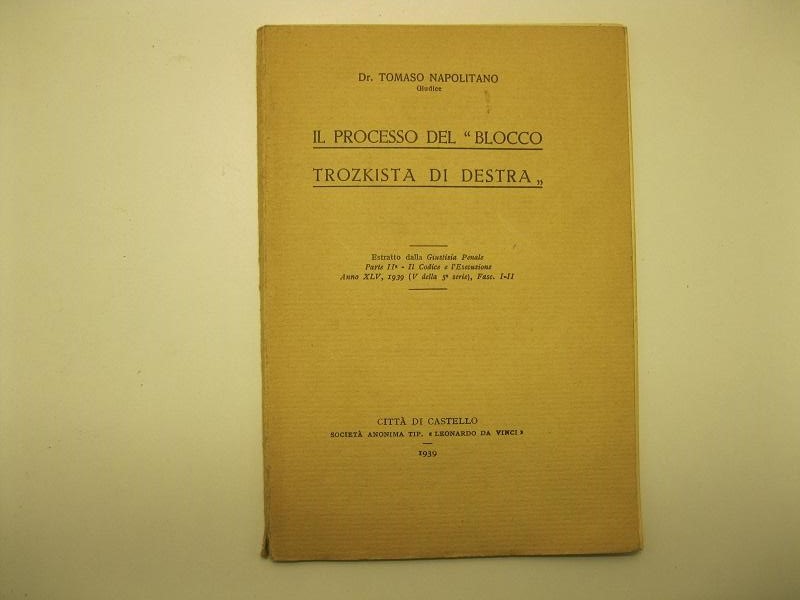 Dr. TOMASO NAPOLITANO
Giudice
IL PROCESSO DEL “ BLOCCO
TROZKISTA DI DESTRA „
Estratto dalla Giustizia Penale
Parte IIª - Il Codice e l'Esecuzione
Anno XLV, 1939 (V della 5ª serie), Fasc. I-II
CITTÀ DI CASTELLO
SOCIETÀ ANONIMA TIP. « LEONARDO DA VINCI »
1939